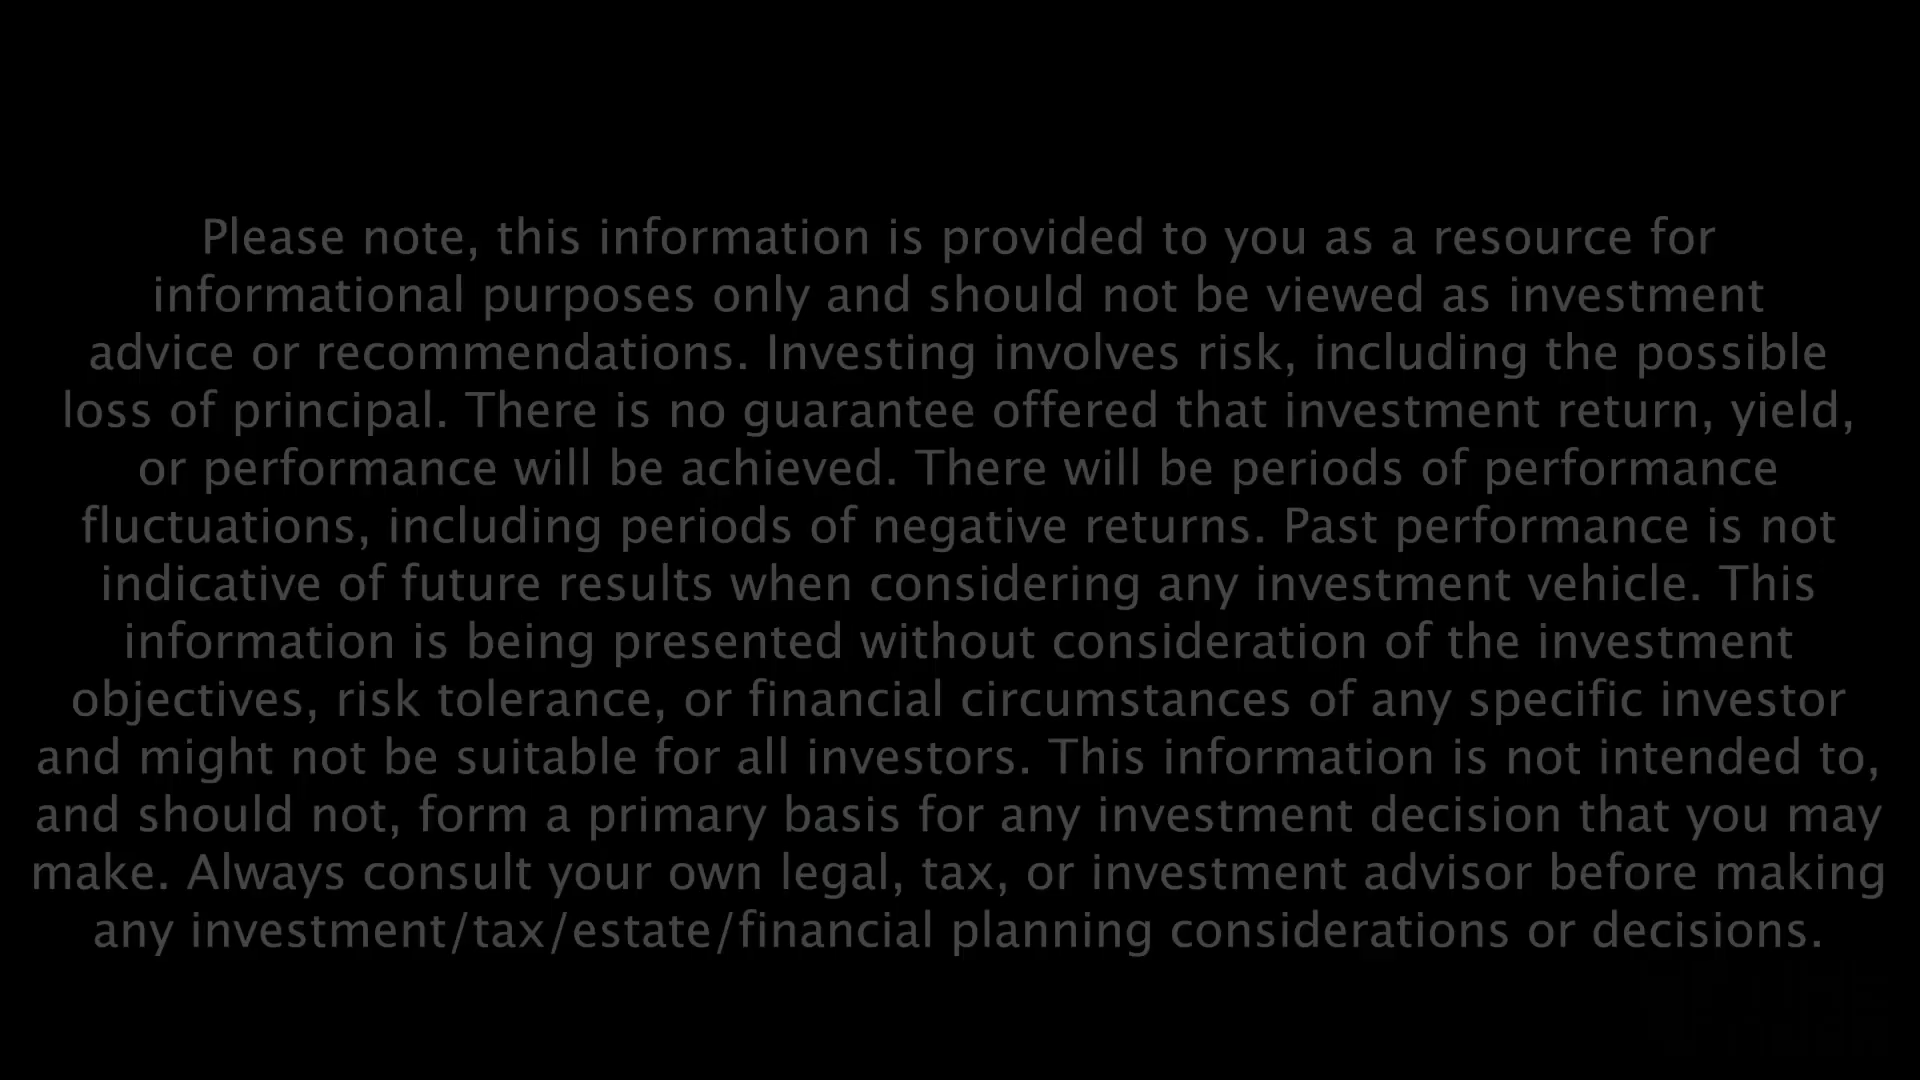 Please note, this information is provided to you as a resource for
informational purposes only and should not be viewed as investment
advice or recommendations. Investing involves risk, including the possible
loss of principal. There is no guarantee offered that investment return, yield,
or performance will be achieved. There will be periods of performance
fluctuations, including periods of negative returns. Past performance is not
indicative of future results when considering any investment vehicle. This
information is being presented without consideration of the investment
objectives, risk tolerance, or financial circumstances of any specific investor
and might not be suitable for all investors. This information is not intended to,
and should not, form a primary basis for any investment decision that you may
make. Always consult your own legal, tax, or investment advisor before making
any investment/tax/estate/financial planning considerations or decisions.